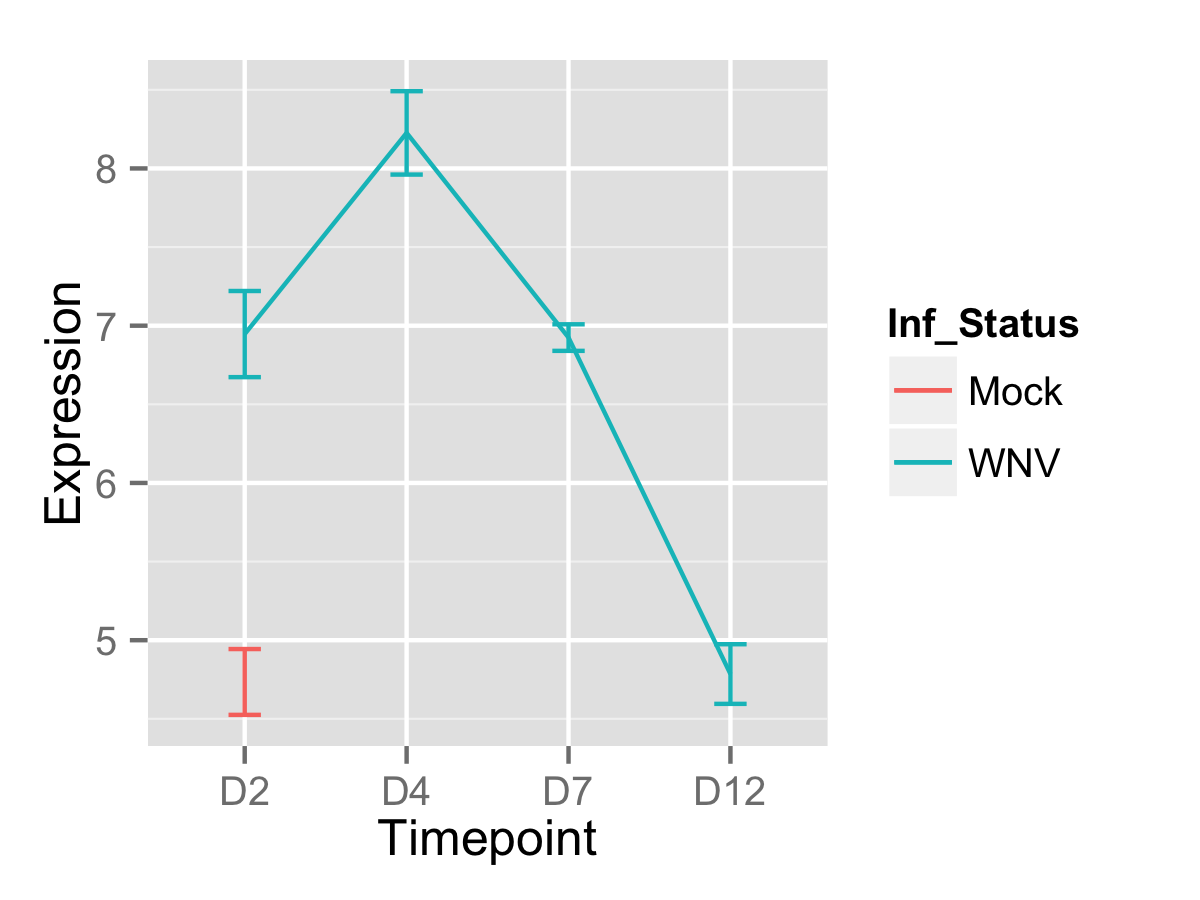 Expression
8
7
6
5
D2 D4 D7 D12
Timepoint
Inf_Status
Mock
WNV